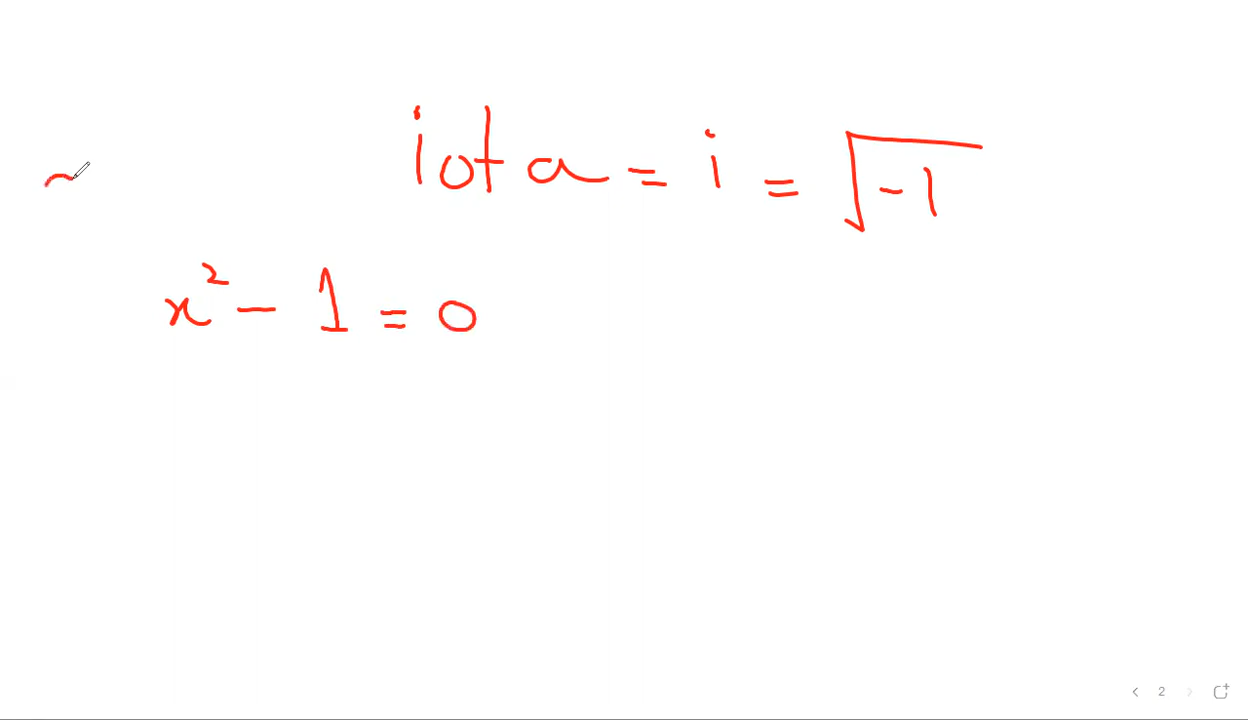 iota = i = √-1
x² - 1 = 0
2